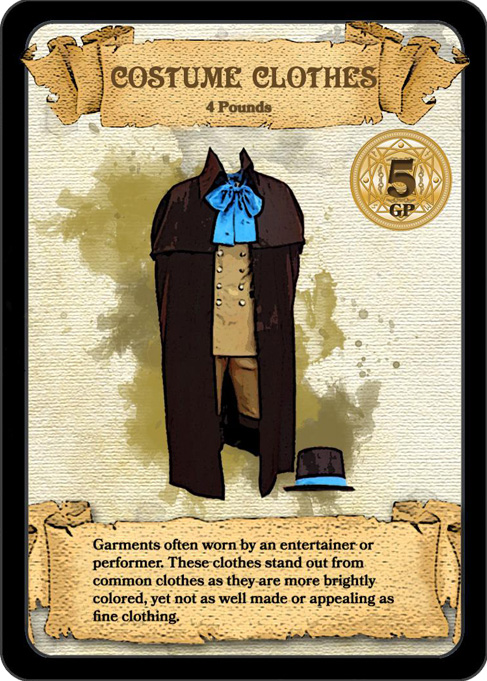 COSTUME CLOTHES
4 Pounds
5
GP
Garments often worn by an entertainer or
performer. These clothes stand out from
common clothes as they are more brightly
colored, yet not as well made or appealing as
fine clothing.